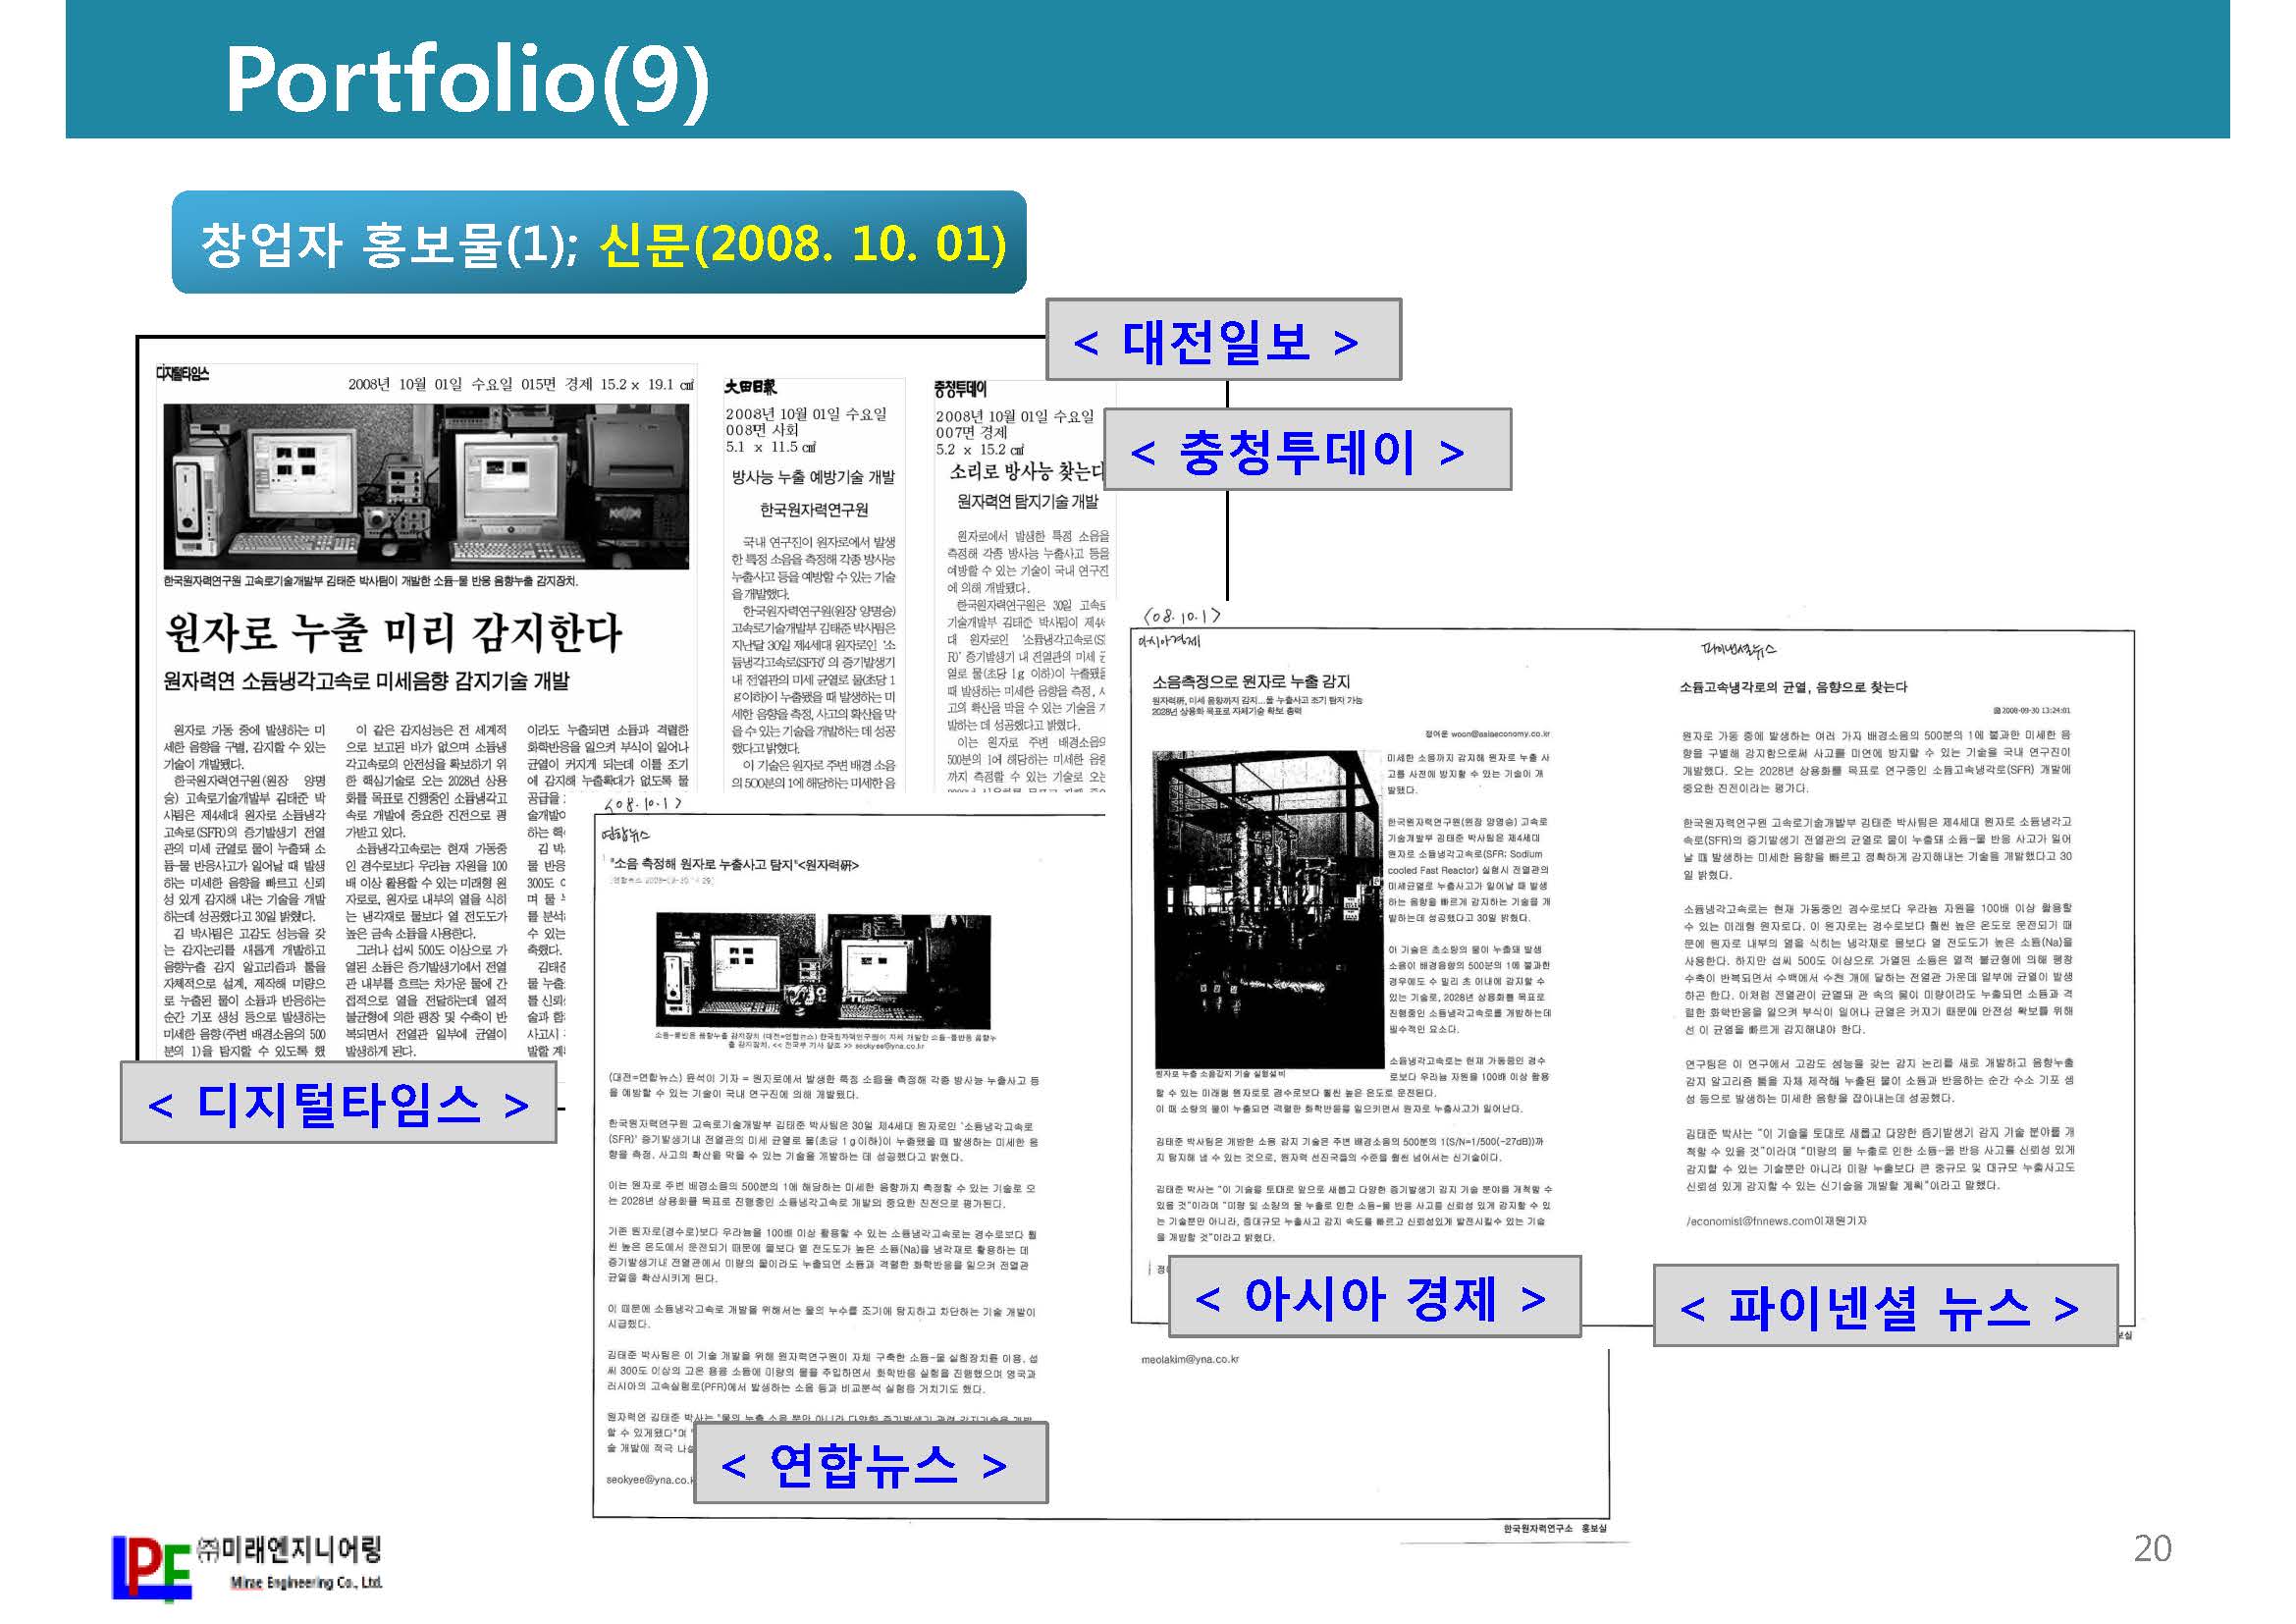 Portfolio(9)
창업자 홍보물(1); 신문(2008. 10. 01)
< 대전일보 >
< 충청투데이 >
디지털타임스
2008년 10월 01일 수요일 015면 경제 15.2 x 19.1 ㎠
한국원자력연구원 고속로기술개발부 김태준 박사팀이 개발한 소듐-물 반응 음향누출 감지장치.
원자로 누출 미리 감지한다
원자력연 소듐냉각고속로 미세음향 감지기술 개발
원자로 가동 중에 발생하는 미
세한 음향을 구별, 감지할 수 있는
기술이 개발됐다.
한국원자력연구원(원장 양명
승) 고속로기술개발부 김태준 박
사팀은 제4세대 원자로 소듐냉각
고속로(SFR)의 증기발생기 전열
관의 미세 균열로 물이 누출돼 소
듐-물 반응사고가 일어날 때 발생
하는 미세한 음향을 빠르고 신뢰
성 있게 감지해 내는 기술을 개발
하는데 성공했다고 30일 밝혔다.
김 박사팀은 고감도 성능을 갖
는 감지논리를 새롭게 개발하고
음향누출 감지 알고리즘과 툴을
자체적으로 설계, 제작해 미량으
로 누출된 물이 소듐과 반응하는
순간 기포 생성 등으로 발생하는
미세한 음향(주변 배경소음의 500
분의 1)을 탐지할 수 있도록 했
이 같은 감지성능은 전 세계적
으로 보고된 바가 없으며 소듐냉
각고속로의 안전성을 확보하기 위
한 핵심기술로 오는 2028년 상용
화를 목표로 진행중인 소듐냉각고
속로 개발에 중요한 진전으로 평
가받고 있다.
소듐냉각고속로는 현재 가동중
인 경수로보다 우라늄 자원을 100
배 이상 활용할 수 있는 미래형 원
자로로, 원자로 내부의 열을 식히
는 냉각재로 물보다 열 전도도가
높은 금속 소듐을 사용한다.
그러나 섭씨 500도 이상으로 가
열된 소듐은 증기발생기에서 전열
관 내부를 흐르는 차가운 물에 간
접적으로 열을 전달하는데 열적
불균형에 의한 팽창 및 수축이 반
복되면서 전열관 일부에 균열이
발생하게 된다.
이라도 누출되면 소듐과 격렬한
화학반응을 일으켜 부식이 일어나
균열이 커지게 되는데 이를 조기
에 감지해 누출확대가 없도록 물
공급을
술개발이
하는 핵
김 박
물 반응
300도
며 물
를 분석
수 있는
축했다.
김태준
물 누출
를 신뢰
술과 합
사고시
발할 계
< 디지털타임스 >
大田日報
2008년 10월 01일 수요일
008면 사회
5.1 x 11.5 ㎠
방사능 누출 예방기술 개발
한국원자력연구원
국내 연구진이 원자로에서 발생
한 특정 소음을 측정해 각종 방사능
누출사고 등을 예방할 수 있는 기술
을 개발했다.
한국원자력연구원(원장 양명승)
고속로기술개발부 김태준 박사팀은
지난달 30일 제4세대 원자로인 '소
듐냉각고속로(SFR)' 의 증기발생기
내 전열관의 미세 균열로 물(초당 1
g이하)이 누출됐을 때 발생하는 미
세한 음향을 측정, 사고의 확산을 막
을 수 있는 기술을 개발하는 데 성공
했다고 밝혔다.
이 기술은 원자로 주변 배경 소음
의 500분의 1에 해당하는 미세한 음
충청투데이
2008년 10월 01일 수요일
007면 경제
5.2 x 15.2 ㎠
소리로 방사능 찾는다
원자력연 탐지기술 개발
원자로에서 발생한 특정 소음을
측정해 각종 방사능 누출사고 등을
예방할 수 있는 기술이 국내 연구진
에 의해 개발됐다.
한국원자력연구원은 30일 고속로
기술개발부 김태준 박사팀이 제4세
대 원자로인 '소듐냉각고속로(S
R)' 증기발생기 내 전열관의 미세 균
열로 물(초당 1g 이하)이 누출됐을
때 발생하는 미세한 음향을 측정, 사
고의 확산을 막을 수 있는 기술을 개
발하는 데 성공했다고 밝혔다.
이는 원자로 주변 배경소음의
500분의 1에 해당하는 미세한 음향
까지 측정할 수 있는 기술로 오는
<08.10.1>
연합뉴스
"소음 측정해 원자로 누출사고 탐지"<원자력硏>
소듐-물반응 음향누출 감지장치 (대전=연합뉴스) 한국원자력연구원이 자체 개발한 소듐-물반응 음향누
출 감지장치. << 전국부 기사 참조 >> seokyee@yna.co.kr
(대전=연합뉴스) 윤석이 기자 = 원자로에서 발생한 특정 소음을 측정해 각종 방사능 누출사고 등
을 예방할 수 있는 기술이 국내 연구진에 의해 개발됐다.
한국원자력연구원 고속로기술개발부 김태준 박사팀은 30일 제4세대 원자로인 '소듐냉각고속로
(SFR)' 증기발생기내 전열관의 미세 균열로 물(초당 1g이하)이 누출됐을 때 발생하는 미세한 음
향을 측정, 사고의 확산을 막을 수 있는 기술을 개발하는 데 성공했다고 밝혔다.
이는 원자로 주변 배경소음의 500분의 1에 해당하는 미세한 음향까지 측정할 수 있는 기술로 오
는 2028년 상용화를 목표로 진행중인 소듐냉각고속로 개발의 중요한 진전으로 평가된다.
기존 원자로(경수로)보다 우라늄을 100배 이상 활용할 수 있는 소듐냉각고속로는 경수로보다 훨
씬 높은 온도에서 운전되기 때문에 물보다 열 전도도가 높은 소듐(Na)을 냉각재로 활용하는 데
증기발생기내 전열관에서 미량의 물이라도 누출되면 소듐과 격렬한 화학반응을 일으켜 전열관
균열을 확산시키게 된다.
이 때문에 소듐냉각고속로 개발을 위해서는 물의 누수를 조기에 탐지하고 차단하는 기술 개발이
시급했다.
김태준 박사팀은 이 기술 개발을 위해 원자력연구원이 자체 구축한 소듐-물 실험장치를 이용, 섭
씨 300도 이상의 고온 용융 소듐에 미량의 물을 주입하면서 화학반응 실험을 진행했으며 영국과
러시아의 고속실험로(PFR)에서 발생하는 소음 등과 비교분석 실험을 거치기도 했다.
원자력연 김태준 박사는 "물의 누출 소음 뿐만 아니라 다양한 증기발생기 관련 감지기술을 개발
할 수 있게됐다"며
술 개발에 적극 나설
seokyee@yna.co.k
< 연합뉴스 >
<08.10.1>
아시아경제
소음측정으로 원자로 누출 감지
원자력硏, 미세 음향까지 감지...물 누출사고 조기 탐지 가능
2028년 상용화 목표로 자체기술 확보 총력
정여운 woon@asiaeconomy.co.kr
미세한 소음까지 감지해 원자로 누출 사
고를 사전에 방지할 수 있는 기술이 개
발됐다.
한국원자력연구원(원장 양명승) 고속로
기술개발부 김태준 박사팀은 제4세대
원자로 소듐냉각고속로(SFR; Sodium
cooled Fast Reactor) 실험시 전열관의
미세균열로 누출사고가 일어날 때 발생
하는 음향을 빠르게 감지하는 기술을 개
발하는데 성공했다고 30일 밝혔다.
이 기술은 초소량의 물이 누출돼 발생
소음이 배경음향의 500분의 1에 불과한
경우에도 수 밀리 초 이내에 감지할 수
있는 기술로, 2028년 상용화를 목표로
진행중인 소듐냉각고속로를 개발하는데
필수적인 요소다.
소듐냉각고속로는 현재 가동중인 경수
로보다 우라늄 자원을 100배 이상 활용
원자로 누출 소음감지 기술 실험설비
할 수 있는 미래형 원자로로 경수로보다 훨씬 높은 온도로 운전된다.
이 때 소량의 물이 누출되면 격렬한 화학반응을 일으키면서 원자로 누출사고가 일어난다.
김태준 박사팀은 개발한 소음 감지 기술은 주변 배경소음의 500분의 1(S/N=1/500(-27dB))까
지 탐지해 낼 수 있는 것으로, 원자력 선진국들의 수준을 훨씬 넘어서는 신기술이다.
김태준 박사는 "이 기술을 토대로 앞으로 새롭고 다양한 증기발생기 감지 기술 분야를 개척할 수
있을 것"이라며 "미량 및 소량의 물 누출로 인한 소듐-물 반응 사고를 신뢰성 있게 감지할 수 있
는 기술뿐만 아니라, 중대규모 누출사고 감지 속도를 빠르고 신뢰성있게 발전시킬수 있는 기술
을 개발할 것"이라고 밝혔다.
< 아시아 경제 >
meolakim@yna.co.kr
파이낸셜뉴스
소듐고속냉각로의 균열, 음향으로 찾는다
2008-09-30 13:24:01
원자로 가동 중에 발생하는 여러 가지 배경소음의 500분의 1에 불과한 미세한 음
향을 구별해 감지함으로써 사고를 미연에 방지할 수 있는 기술을 국내 연구진이
개발했다. 오는 2028년 상용화를 목표로 연구중인 소듐고속냉각로(SFR) 개발에
중요한 진전이라는 평가다.
한국원자력연구원 고속로기술개발부 김태준 박사팀은 제4세대 원자로 소듐냉각고
속로(SFR)의 증기발생기 전열관의 균열로 물이 누출돼 소듐-물 반응 사고가 일어
날 때 발생하는 미세한 음향을 빠르고 정확하게 감지해내는 기술을 개발했다고 30
일 밝혔다.
소듐냉각고속로는 현재 가동중인 경수로보다 우라늄 자원을 100배 이상 활용할
수 있는 미래형 원자로다. 이 원자로는 경수로보다 훨씬 높은 온도로 운전되기 때
문에 원자로 내부의 열을 식히는 냉각재로 물보다 열 전도도가 높은 소듐(Na)을
사용한다. 하지만 섭씨 500도 이상으로 가열된 소듐은 열적 불균형에 의해 팽창
수축이 반복되면서 수백에서 수천 개에 달하는 전열관 가운데 일부에 균열이 발생
하곤 한다. 이처럼 전열관이 균열돼 관 속의 물이 미량이라도 누출되면 소듐과 격
렬한 화학반응을 일으켜 부식이 일어나 균열은 커지기 때문에 안전성 확보를 위해
선 이 균열을 빠르게 감지해내야 한다.
연구팀은 이 연구에서 고감도 성능을 갖는 감지 논리를 새로 개발하고 음향누출
감지 알고리즘 툴을 자체 제작해 누출된 물이 소듐과 반응하는 순간 수소 기포 생
성 등으로 발생하는 미세한 음향을 잡아내는데 성공했다.
김태준 박사는 "이 기술을 토대로 새롭고 다양한 증기발생기 감지 기술 분야를 개
척할 수 있을 것"이라며 "미량의 물 누출로 인한 소듐-물 반응 사고를 신뢰성 있게
감지할 수 있는 기술뿐만 아니라 미량 누출보다 큰 중규모 및 대규모 누출사고도
신뢰성 있게 감지할 수 있는 신기술을 개발할 계획"이라고 말했다.
/economist@fnnews.com이재원기자
< 파이넨셜 뉴스 >
한국원자력연구소 홍보실
㈜미래엔지니어링
Mirae Engineering Co., Ltd.
20